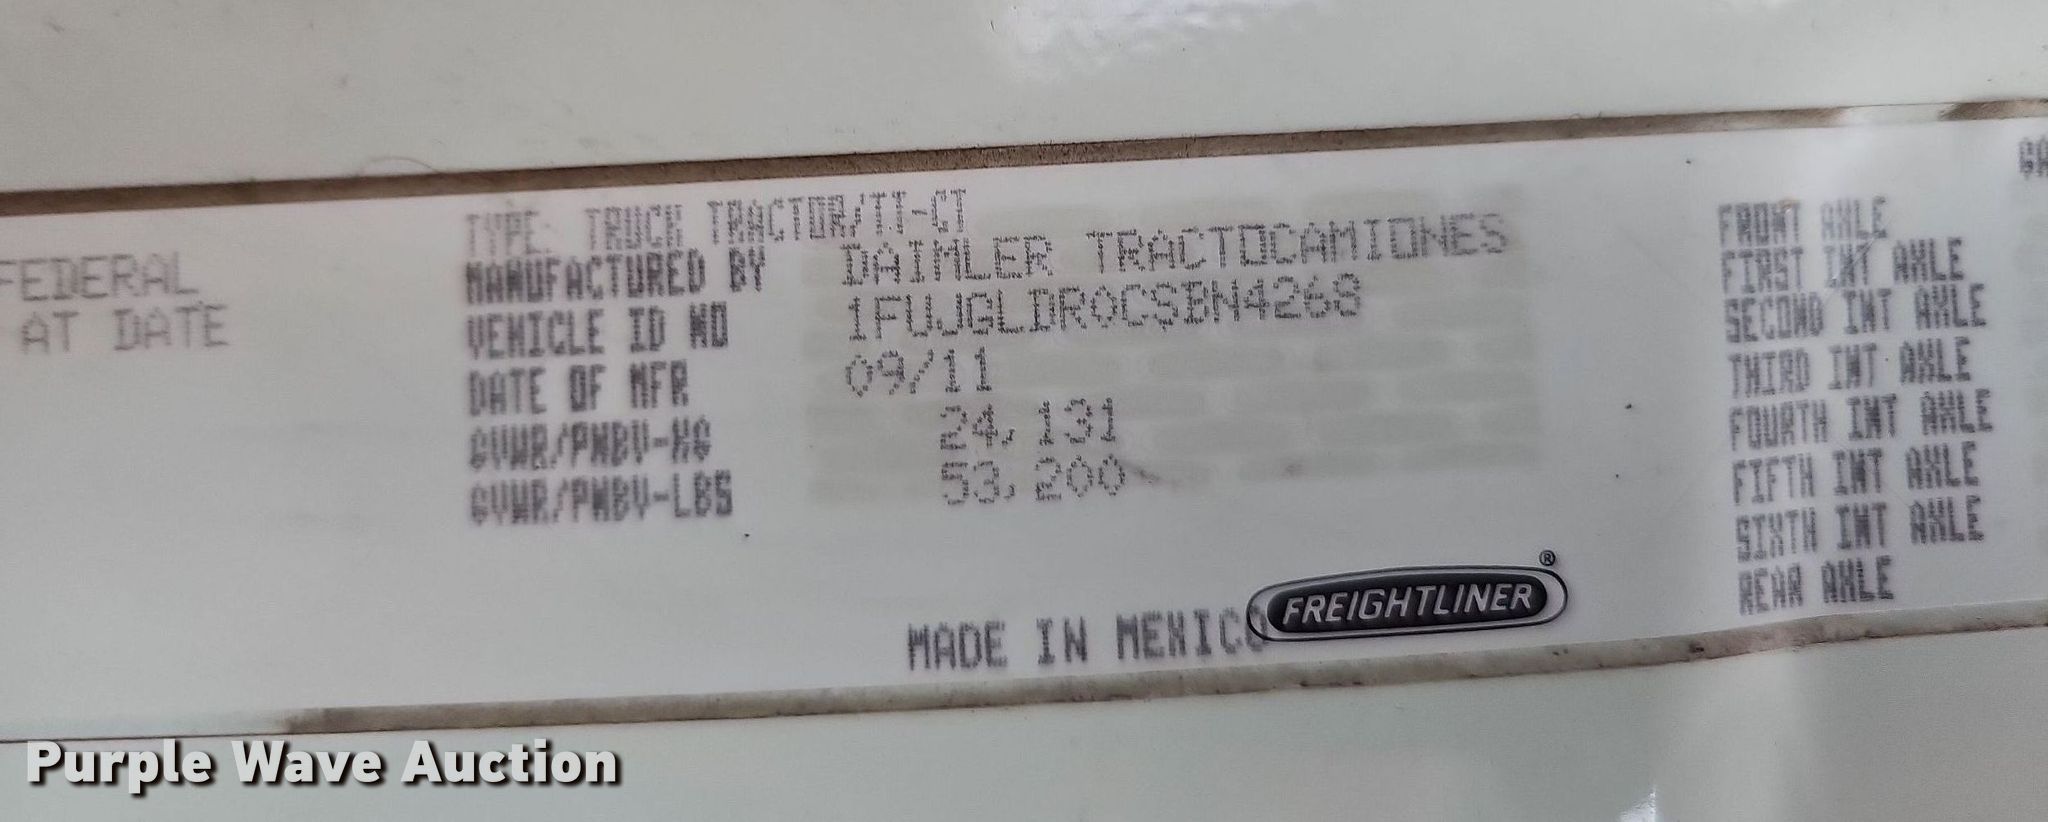 FEDERAL
AT DATE
TYPE: TRUCK TRACTOR/TT-CT
MANUFACTURED BY DAIMLER TRACTOCAMIONES
VEHICLE ID NO 1FUJGLDR0CSBN4268
DATE OF MFR 09/11
GVWR/PNBV-KG 24,131
GVWR/PNBV-LBS 53,200
MADE IN MEXICO
FREIGHTLINER®
FRONT AXLE
FIRST INT AXLE
SECOND INT AXLE
THIRD INT AXLE
FOURTH INT AXLE
FIFTH INT AXLE
SIXTH INT AXLE
REAR AXLE
Purple Wave Auction